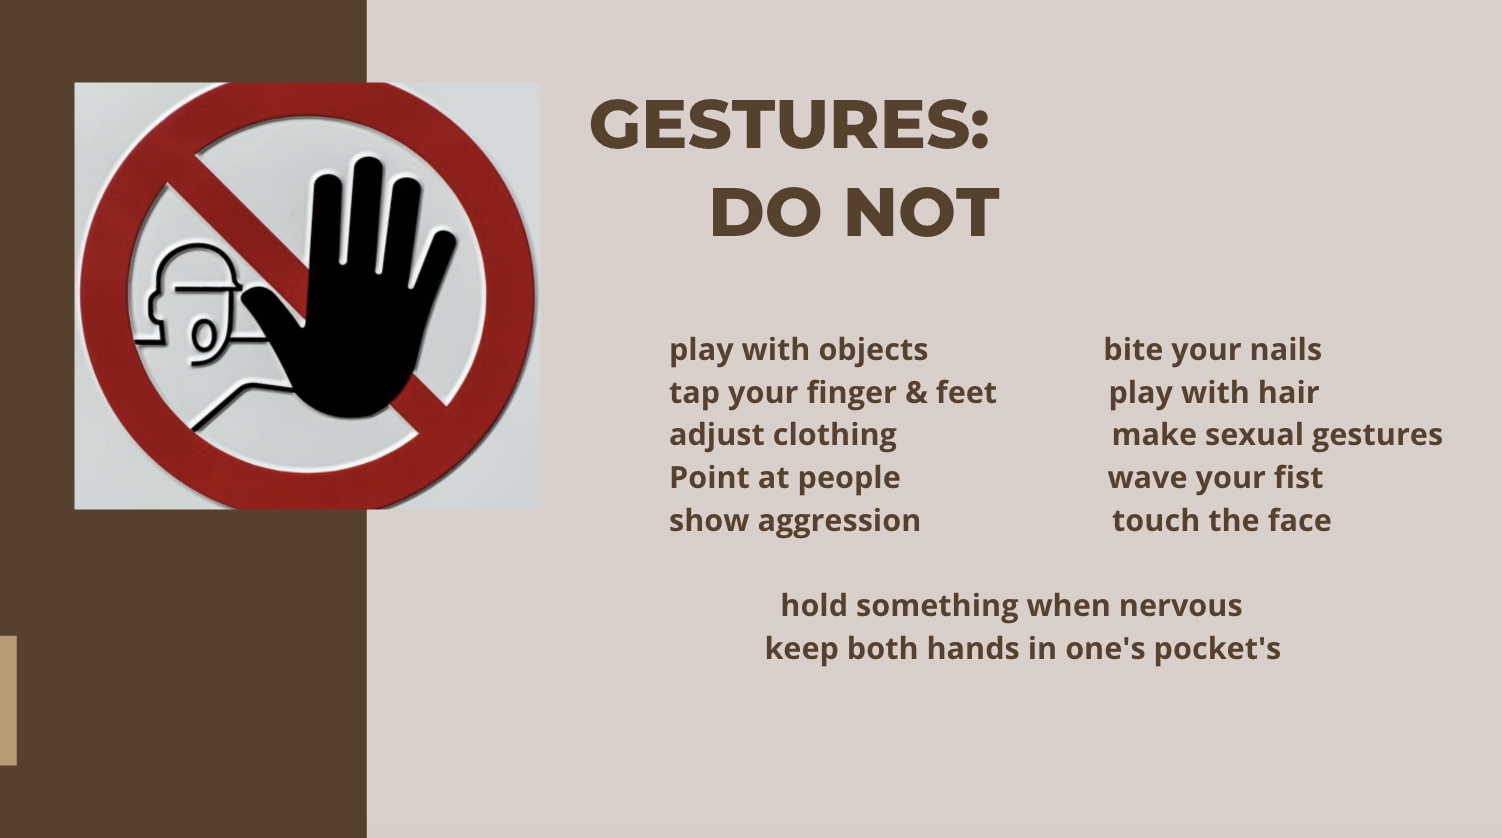 GESTURES:
DO NOT
play with objects
tap your finger & feet
adjust clothing
Point at people
show aggression
bite your nails
play with hair
make sexual gestures
wave your fist
touch the face
hold something when nervous
keep both hands in one's pocket's